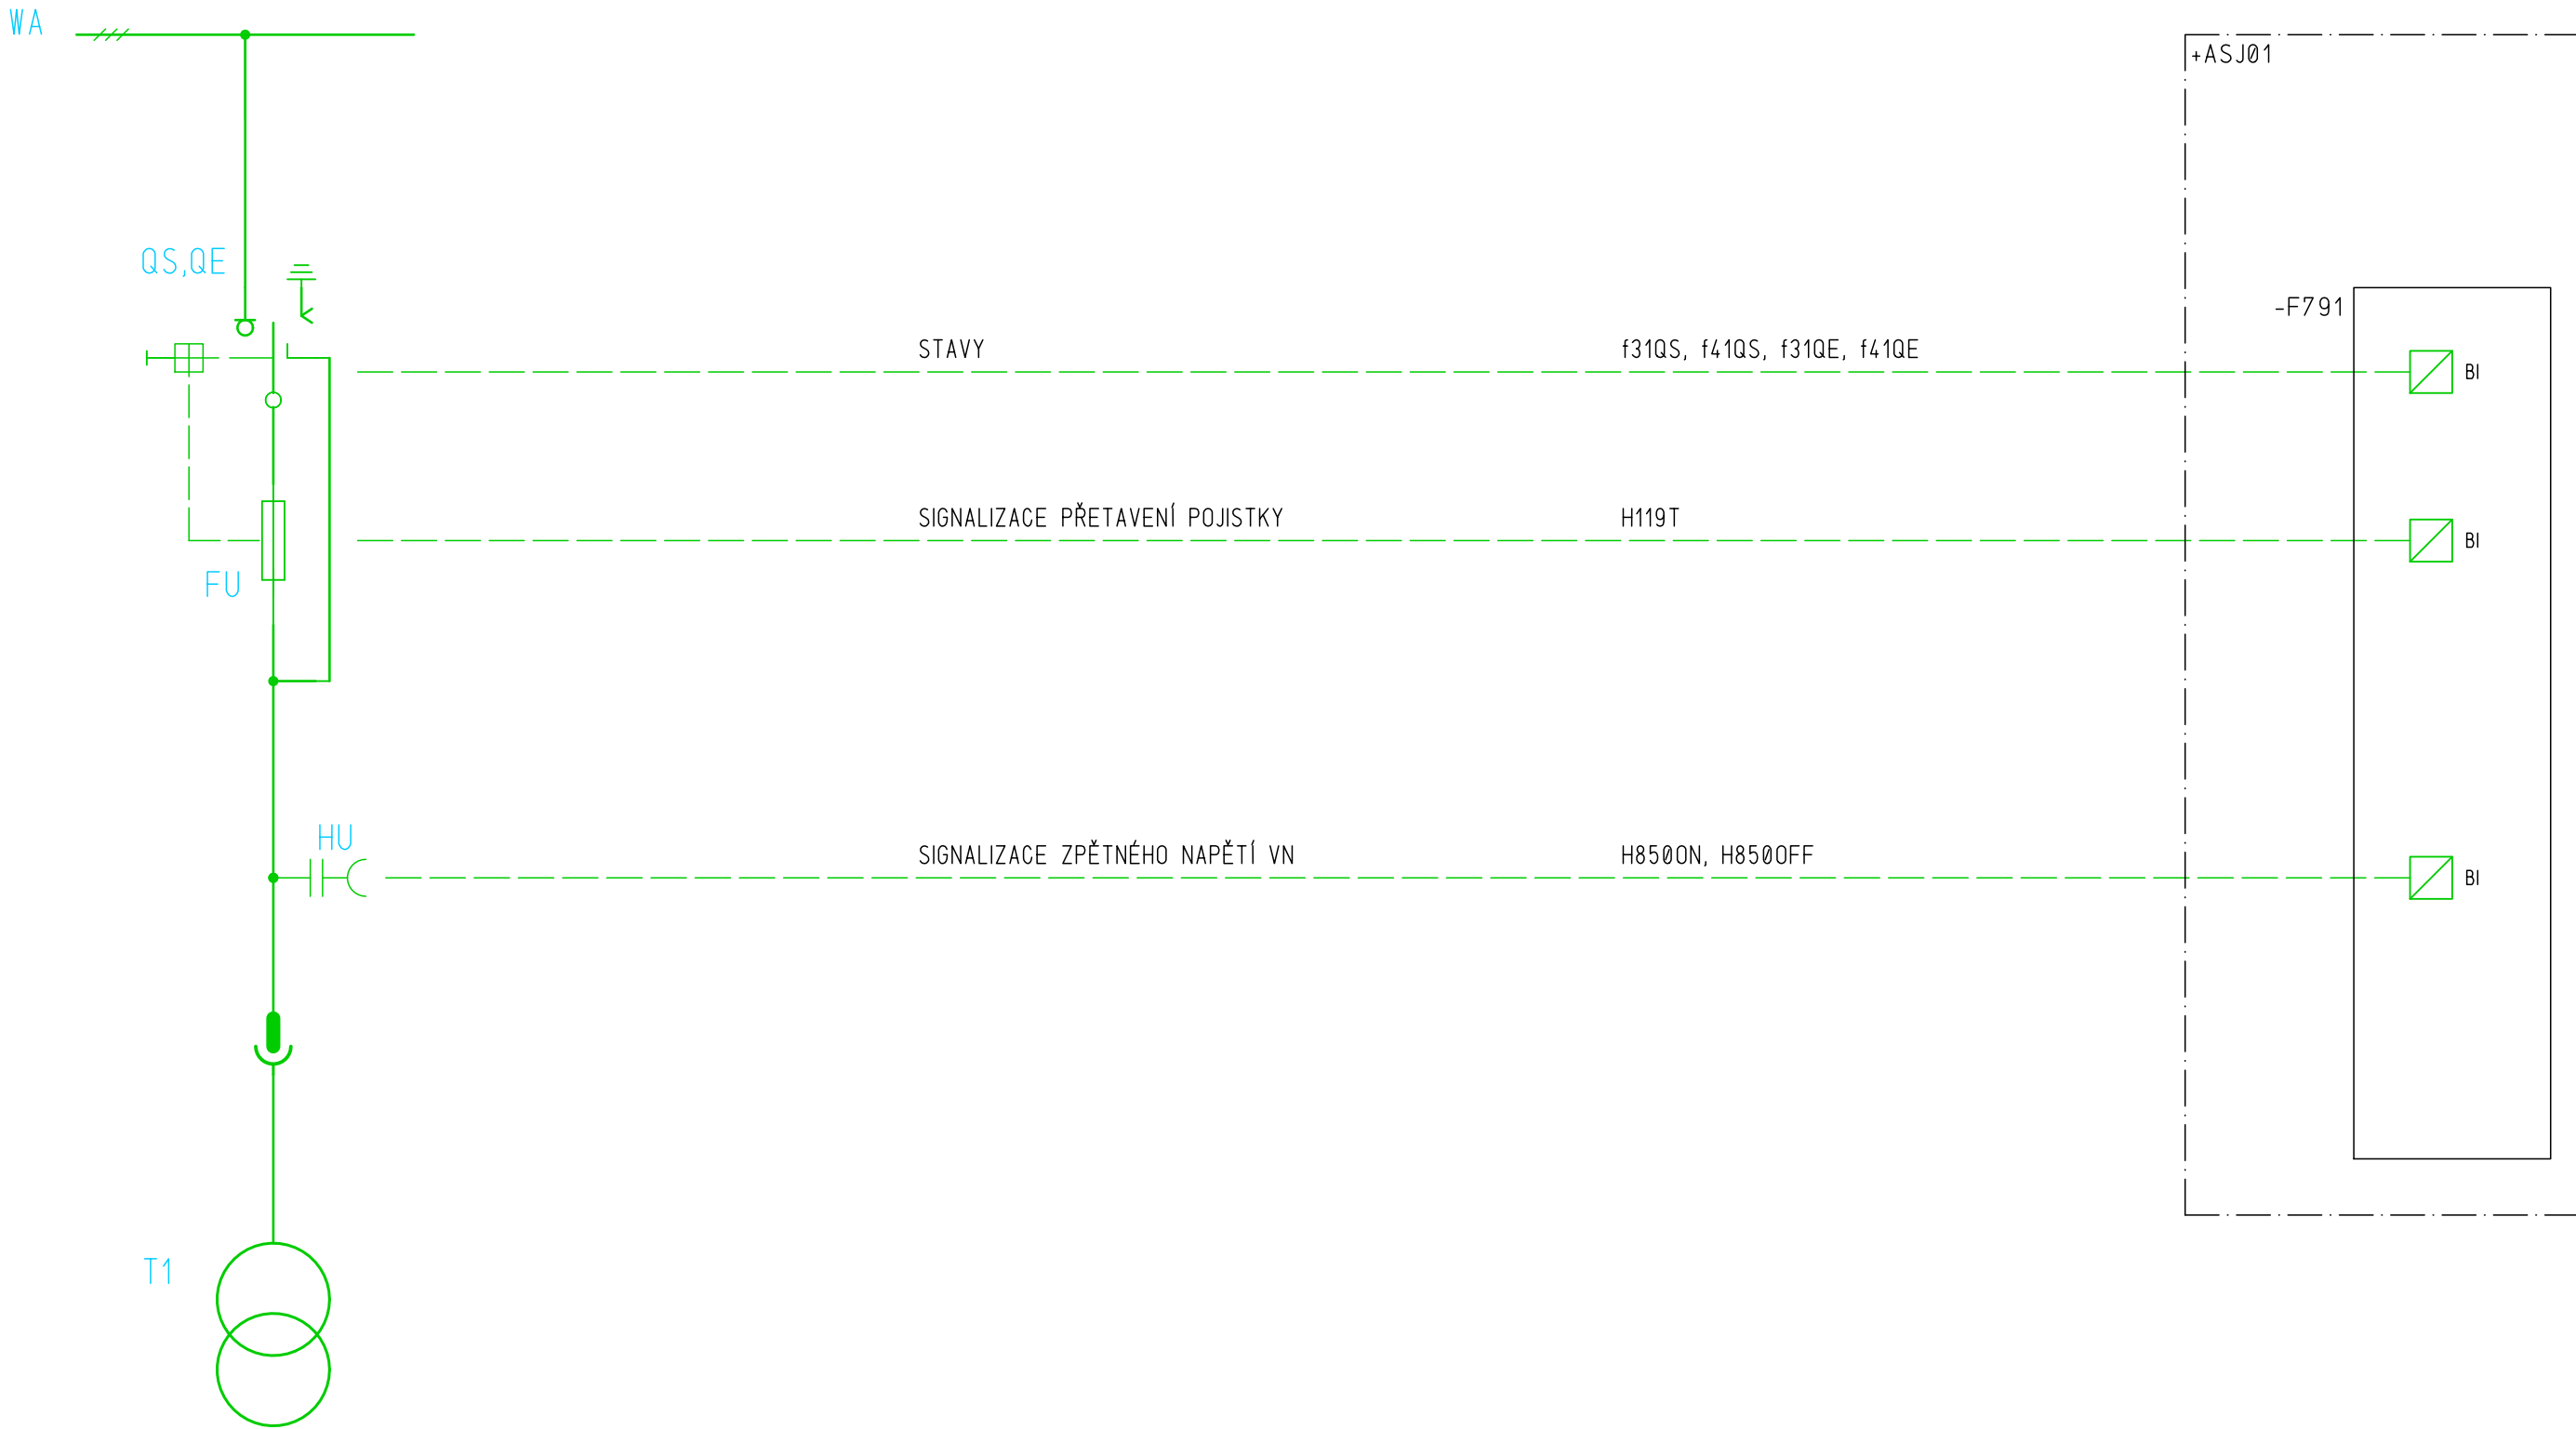 WA
+ASJ01
QS,QE
-F791
STAVY
f31QS, f41QS, f31QE, f41QE
BI
SIGNALIZACE PŘETAVENÍ POJISTKY
H119T
BI
FU
HU
SIGNALIZACE ZPĚTNÉHO NAPĚTÍ VN
H850ON, H850OFF
BI
T1